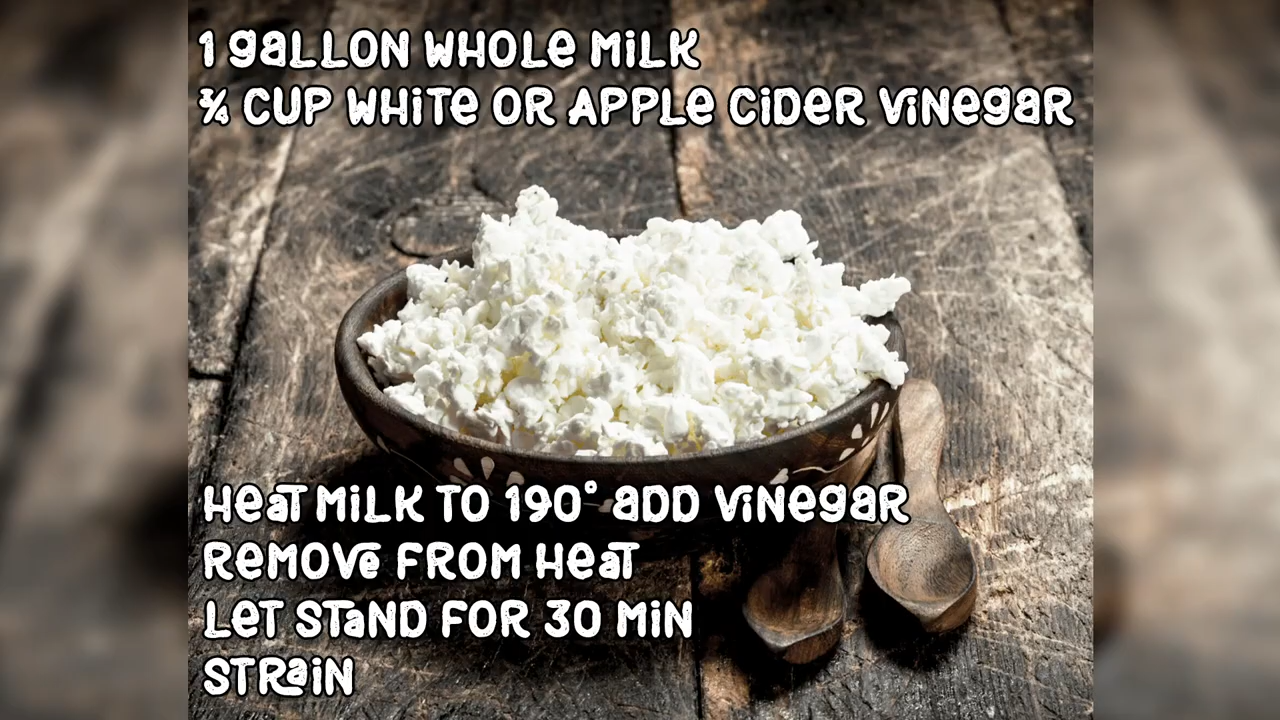 1 GALLON WHOLE MILK
¾ CUP WHITE OR APPLE CIDER VINEGAR
HEAT MILK TO 190° ADD VINEGAR
REMOVE FROM HEAT
LET STAND FOR 30 MIN
STRAIN